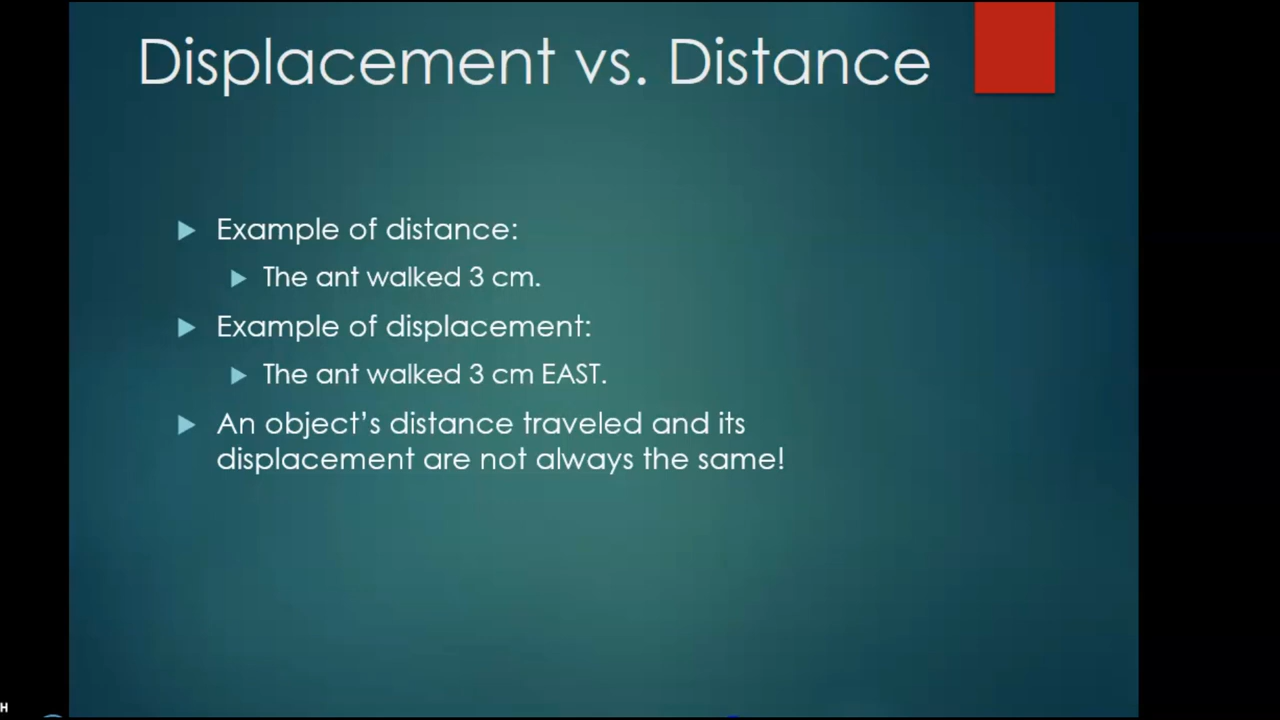 Displacement vs. Distance
Example of distance:
The ant walked 3 cm.
Example of displacement:
The ant walked 3 cm EAST.
An object’s distance traveled and its
displacement are not always the same!
H